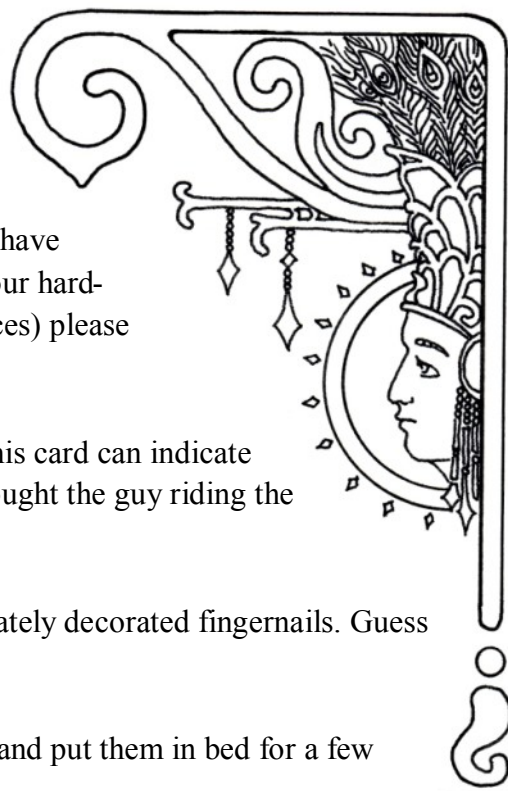 have
ur hard-
ces) please
his card can indicate
ught the guy riding the
ately decorated fingernails. Guess
and put them in bed for a few